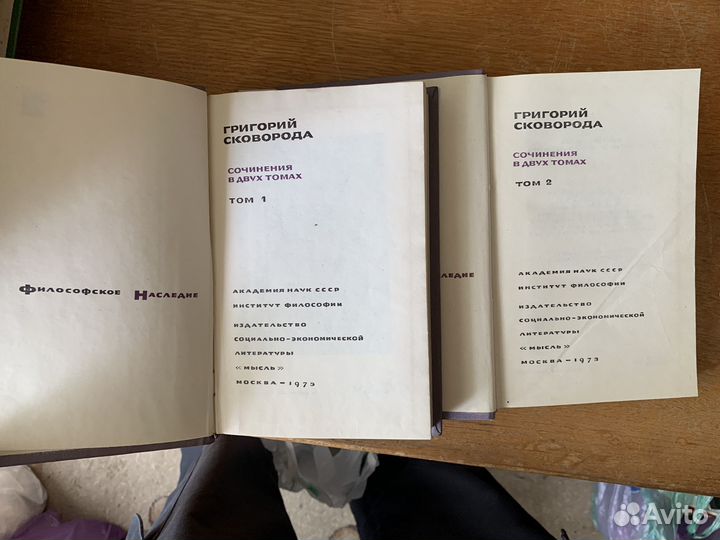 Философское Наследие
ГРИГОРИЙ
СКОВОРОДА
СОЧИНЕНИЯ
В ДВУХ ТОМАХ
ТОМ 1
АКАДЕМИЯ НАУК СССР
ИНСТИТУТ ФИЛОСОФИИ
ИЗДАТЕЛЬСТВО
СОЦИАЛЬНО-ЭКОНОМИЧЕСКОЙ
ЛИТЕРАТУРЫ
«МЫСЛЬ»
МОСКВА — 1973
ЛЕДИЕ
ГРИГОРИЙ
СКОВОРОДА
СОЧИНЕНИЯ
В ДВУХ ТОМАХ
ТОМ 2
АКАДЕМИЯ НАУК СССР
ИНСТИТУТ ФИЛОСОФИИ
ИЗДАТЕЛЬСТВО
СОЦИАЛЬНО-ЭКОНОМИЧЕСКОЙ
ЛИТЕРАТУРЫ
«МЫСЛЬ»
МОСКВА — 1973
Avito